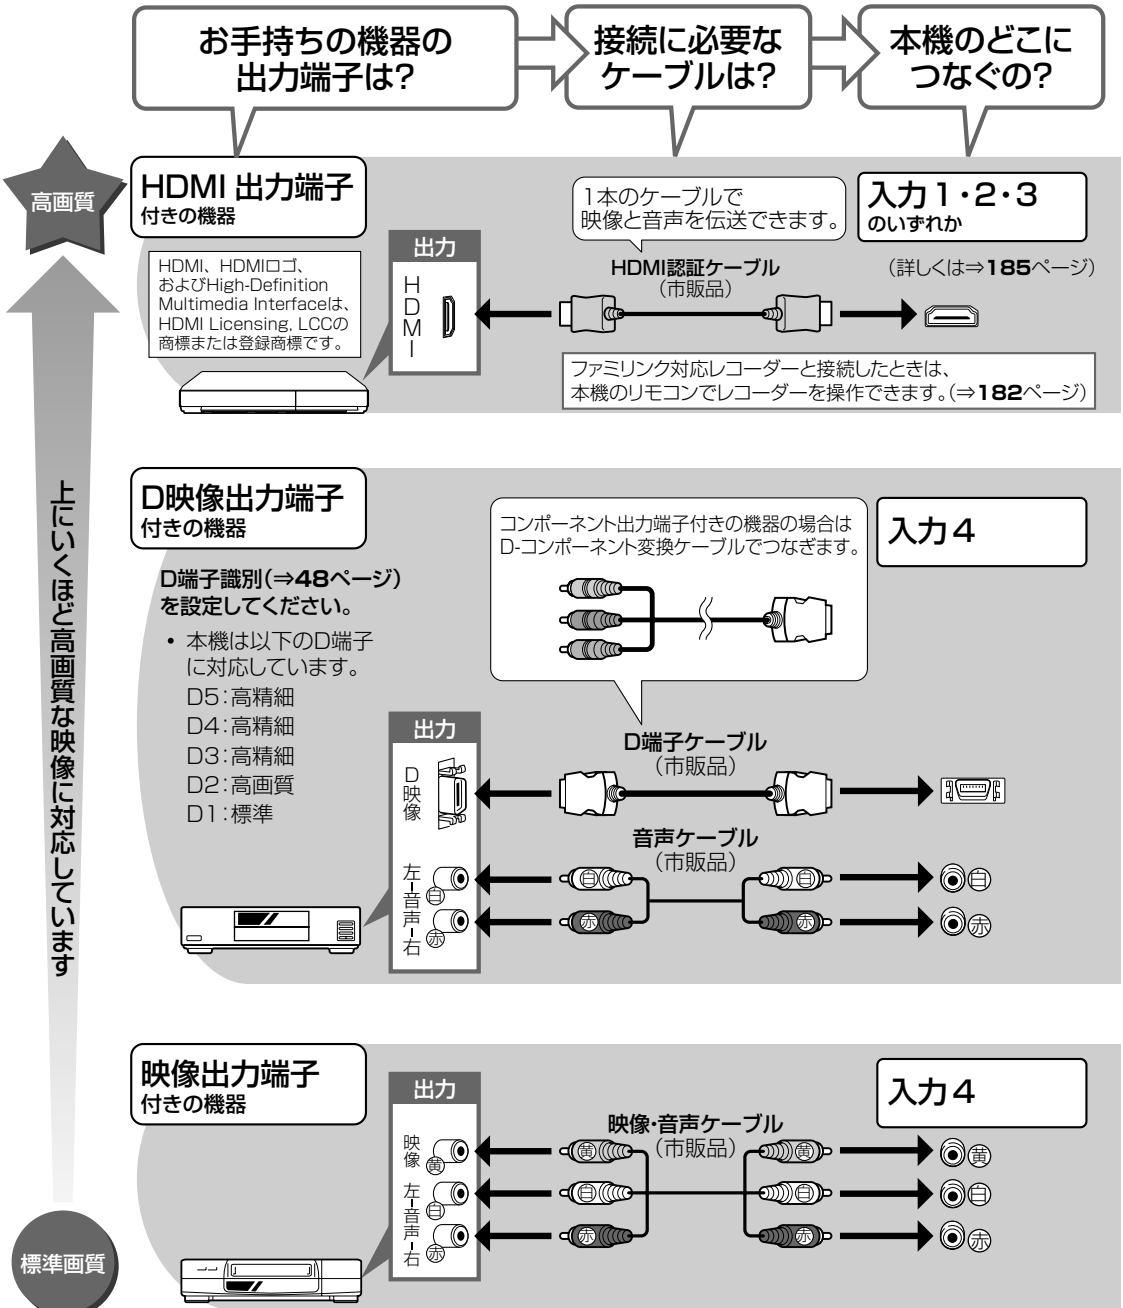 お手持ちの機器の
出力端子は?
接続に必要な
ケーブルは?
本機のどこに
つなぐの?
高画質
上にいくほど高画質な映像に対応しています
標準画質
HDMI 出力端子
付きの機器
HDMI、HDMIロゴ、
およびHigh-Definition
Multimedia Interfaceは、
HDMI Licensing, LCCの
商標または登録商標です。
出力
HDMI
1本のケーブルで
映像と音声を伝送できます。
HDMI認証ケーブル
(市販品)
入力1・2・3
のいずれか
(詳しくは⇒185ページ)
ファミリンク対応レコーダーと接続したときは、
本機のリモコンでレコーダーを操作できます。(⇒182ページ)
D映像出力端子
付きの機器
D端子識別(⇒48ページ)
を設定してください。
• 本機は以下のD端子
に対応しています。
D5:高精細
D4:高精細
D3:高精細
D2:高画質
D1:標準
出力
D映像
左-音声-右
白
赤
コンポーネント出力端子付きの機器の場合は
D-コンポーネント変換ケーブルでつなぎます。
D端子ケーブル
(市販品)
音声ケーブル
(市販品)
白 白
赤 赤
入力4
白
赤
映像出力端子
付きの機器
出力
映像
黄
左-音声-右
白
赤
映像・音声ケーブル
(市販品)
黄 黄
白 白
赤 赤
入力4
黄
白
赤